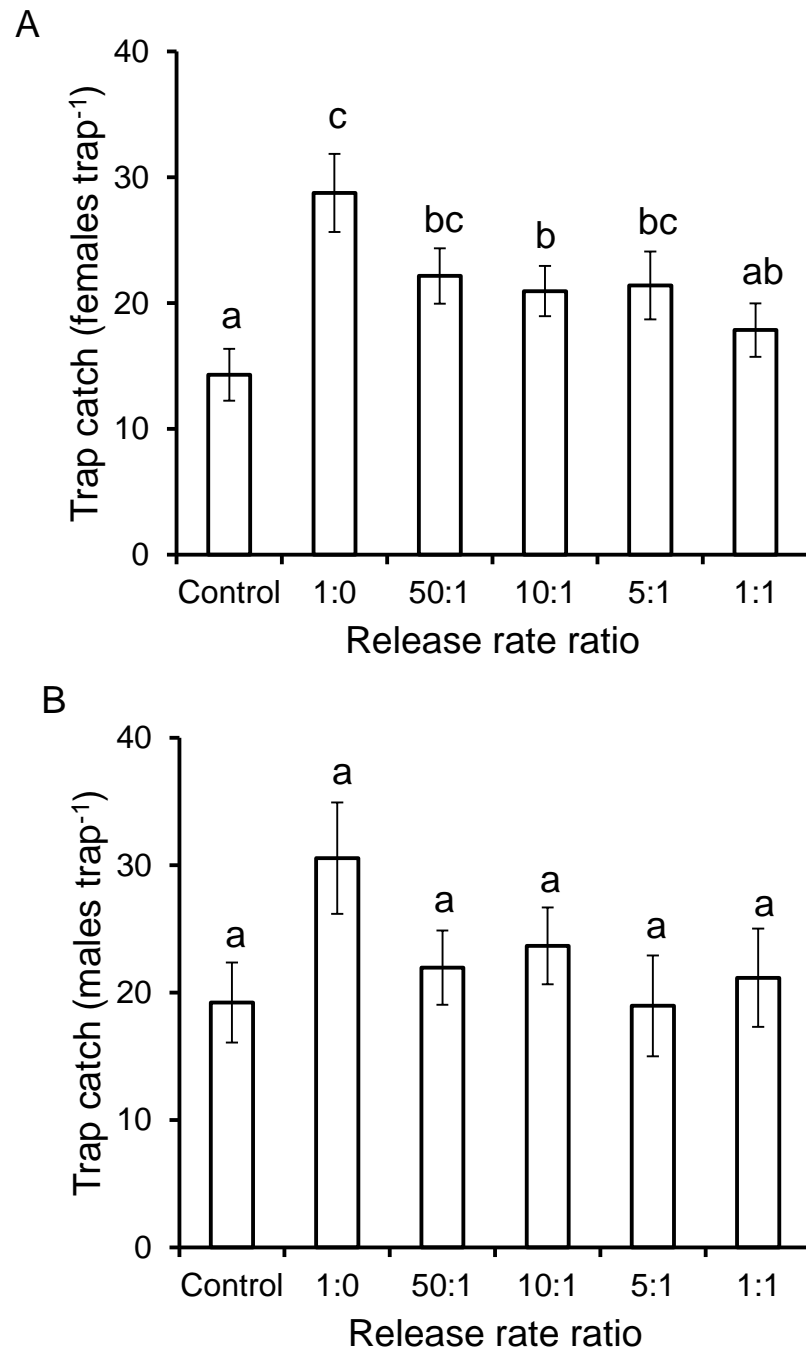 A
Trap catch (females trap⁻¹)
40
30
20
10
0
a
c
bc
b
bc
ab
Control 1:0 50:1 10:1 5:1 1:1
Release rate ratio
B
Trap catch (males trap⁻¹)
40
30
20
10
0
a
a
a
a
a
a
Control 1:0 50:1 10:1 5:1 1:1
Release rate ratio